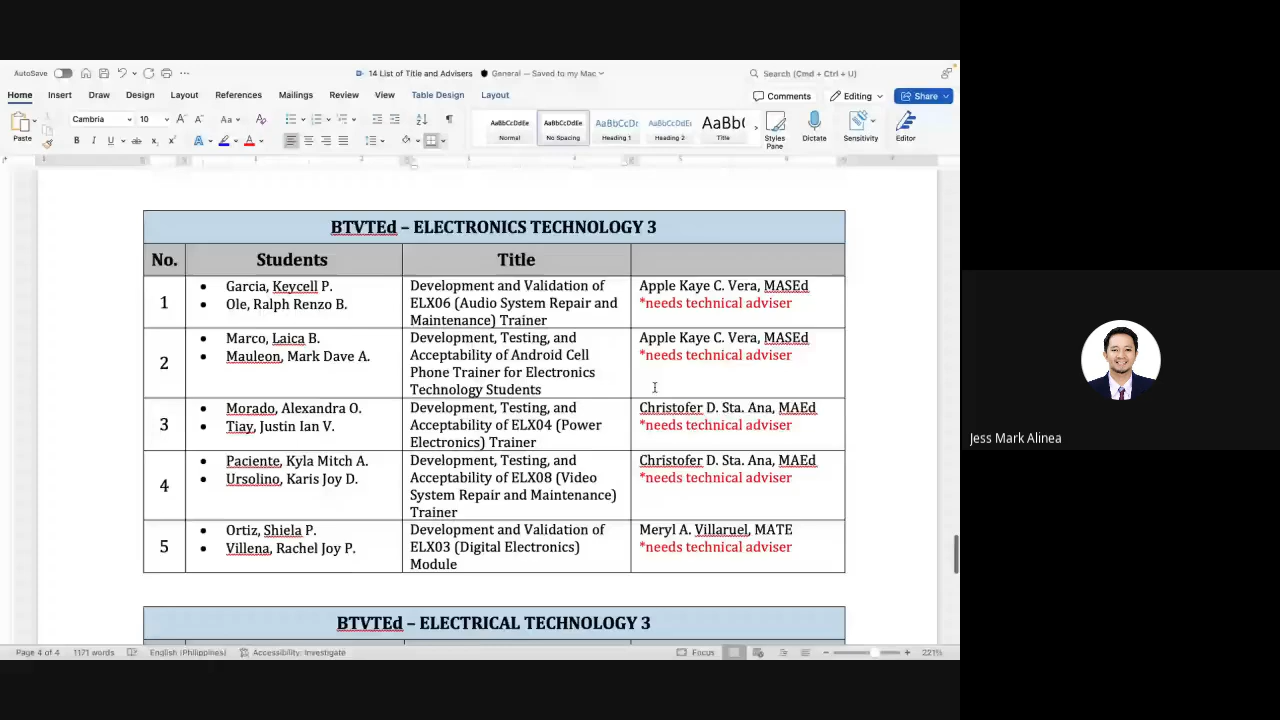 AutoSave
14 List of Title and Advisers
General — Saved to my Mac
Search (Cmd + Ctrl + U)
Home Insert Draw Design Layout References Mailings Review View Table Design Layout
Comments Editing Share
Paste
Cambria 10
AaBbCcDdEe Normal
AaBbCcDdEe No Spacing
AaBbCcDc Heading 1
AaBbCcDdEe Heading 2
AaBb( Title
Styles Pane
Dictate
Sensitivity
Editor
BTVTEd – ELECTRONICS TECHNOLOGY 3
No. Students Title
1
Garcia, Keycell P.
Ole, Ralph Renzo B.
Development and Validation of
ELX06 (Audio System Repair and
Maintenance) Trainer
Apple Kaye C. Vera, MASEd
*needs technical adviser
2
Marco, Laica B.
Mauleon, Mark Dave A.
Development, Testing, and
Acceptability of Android Cell
Phone Trainer for Electronics
Technology Students
Apple Kaye C. Vera, MASEd
*needs technical adviser
3
Morado, Alexandra O.
Tiay, Justin Ian V.
Development, Testing, and
Acceptability of ELX04 (Power
Electronics) Trainer
Christofer D. Sta. Ana, MAEd
*needs technical adviser
4
Paciente, Kyla Mitch A.
Ursolino, Karis Joy D.
Development, Testing, and
Acceptability of ELX08 (Video
System Repair and Maintenance)
Trainer
Christofer D. Sta. Ana, MAEd
*needs technical adviser
5
Ortiz, Shiela P.
Villena, Rachel Joy P.
Development and Validation of
ELX03 (Digital Electronics)
Module
Meryl A. Villaruel, MATE
*needs technical adviser
BTVTEd – ELECTRICAL TECHNOLOGY 3
Page 4 of 4 1171 words English (Philippines) Accessibility: Investigate Focus 221%
Jess Mark Alinea